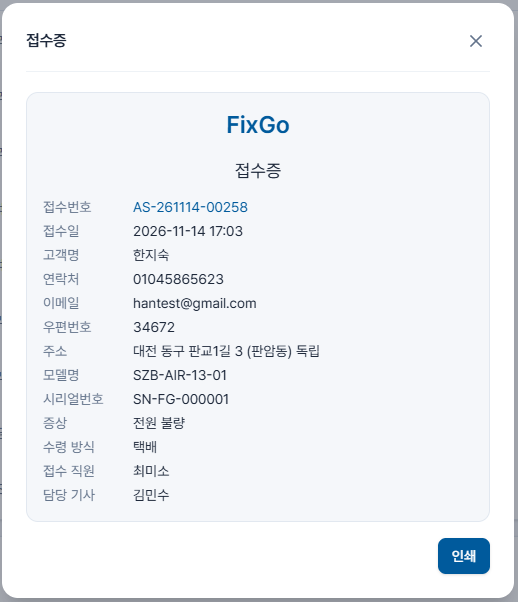 접수증
FixGo
접수증
접수번호 AS-261114-00258
접수일 2026-11-14 17:03
고객명 한지숙
연락처 01045865623
이메일 hantest@gmail.com
우편번호 34672
주소 대전 동구 판교1길 3 (판암동) 독립
모델명 SZB-AIR-13-01
시리얼번호 SN-FG-000001
증상 전원 불량
수령 방식 택배
접수 직원 최미소
담당 기사 김민수
인쇄